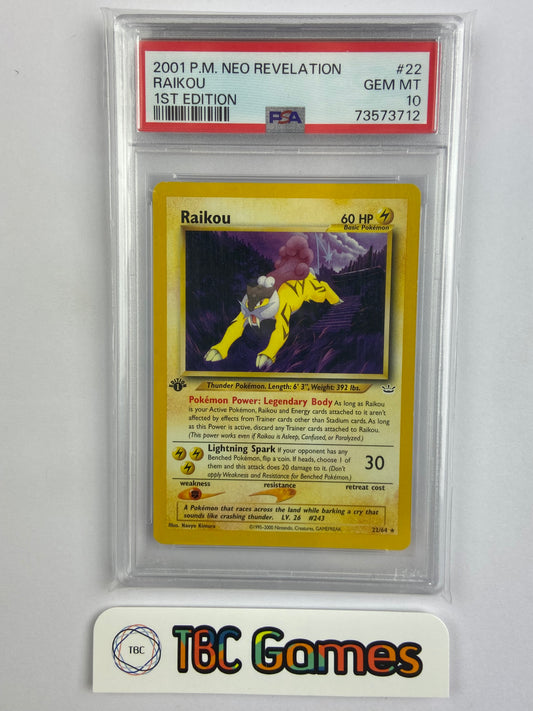 2001 P.M. NEO REVELATION #22
RAIKOU GEM MT
1ST EDITION 10
PSA 73573712
Raikou 60 HP
Basic Pokémon
EDITION 1
Thunder Pokémon. Length: 6' 3", Weight: 392 lbs.
Pokémon Power: Legendary Body As long as Raikou
is your Active Pokémon, Raikou and Energy cards attached to it aren't
affected by effects from Trainer cards other than Stadium cards. As long
as this Power is active, discard any Trainer cards attached to Raikou.
(This power works even if Raikou is Asleep, Confused, or Paralyzed.)
Lightning Spark If your opponent has any
Benched Pokémon, flip a coin. If heads, choose 1 of
them and this attack does 20 damage to it. (Don't
apply Weakness and Resistance for Benched Pokémon.)
30
weakness resistance retreat cost
A Pokémon that races across the land while barking a cry that
sounds like crashing thunder. LV. 26 #243
Illus. Naoyo Kimura ©1995-2000 Nintendo, Creatures, GAMEFREAK. 22/64 ★
TBC
TBC Games